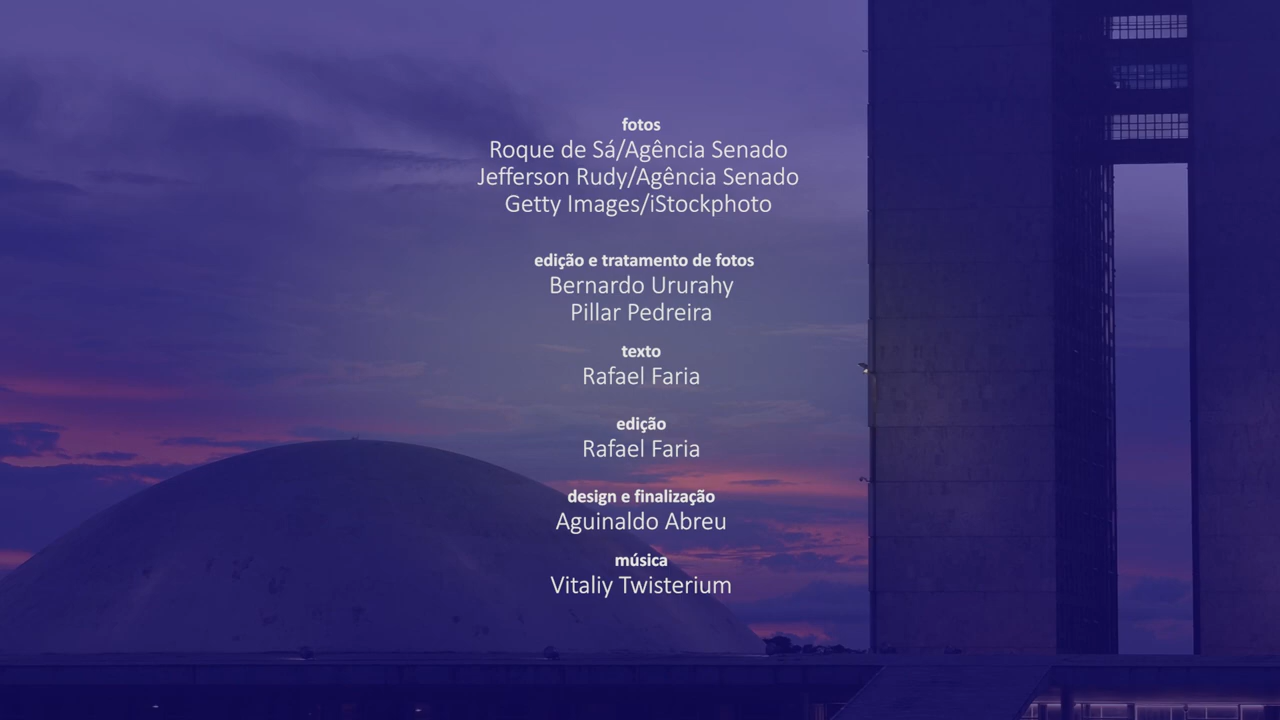 fotos
Roque de Sá/Agência Senado
Jefferson Rudy/Agência Senado
Getty Images/iStockphoto
edição e tratamento de fotos
Bernardo Ururahy
Pillar Pedreira
texto
Rafael Faria
edição
Rafael Faria
design e finalização
Aguinaldo Abreu
música
Vitaliy Twisterium